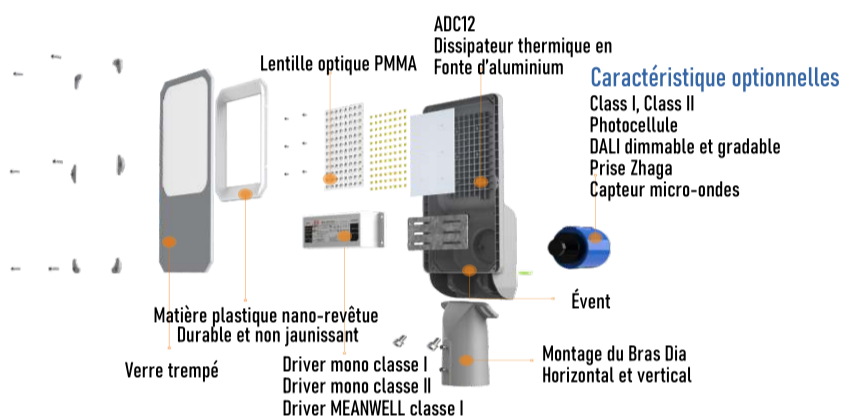 ADC12
Dissipateur thermique en
Fonte d'aluminium
Lentille optique PMMA
Caractéristique optionnelles
Class I, Class II
Photocellule
DALI dimmable et gradable
Prise Zhaga
Capteur micro-ondes
Évent
Matière plastique nano-revêtue
Durable et non jaunissant
Verre trempé
Driver mono classe I
Driver mono classe II
Driver MEANWELL classe I
Montage du Bras Dia
Horizontal et vertical